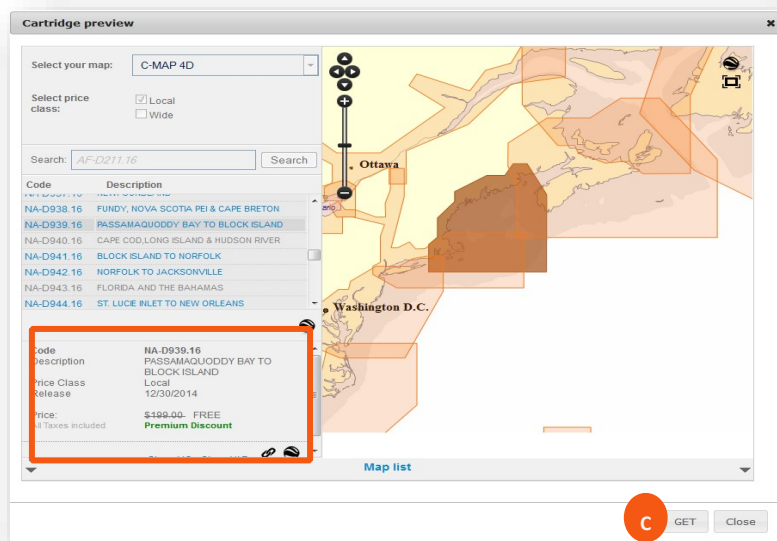 Cartridge preview
Select your map: C-MAP 4D
Select price class:
Local
Wide
Search: AF-D211.16 Search
Code Description
NA-D938.16 FUNDY, NOVA SCOTIA PEI & CAPE BRETON
NA-D939.16 PASSAMAQUODDY BAY TO BLOCK ISLAND
NA-D940.16 CAPE COD,LONG ISLAND & HUDSON RIVER
NA-D941.16 BLOCK ISLAND TO NORFOLK
NA-D942.16 NORFOLK TO JACKSONVILLE
NA-D943.16 FLORIDA AND THE BAHAMAS
NA-D944.16 ST. LUCIE INLET TO NEW ORLEANS
Code NA-D939.16
Description PASSAMAQUODDY BAY TO
BLOCK ISLAND
Price Class Local
Release 12/30/2014
Price: $199.00 FREE
All Taxes included Premium Discount
Ottawa
Washington D.C.
Map list
C GET Close